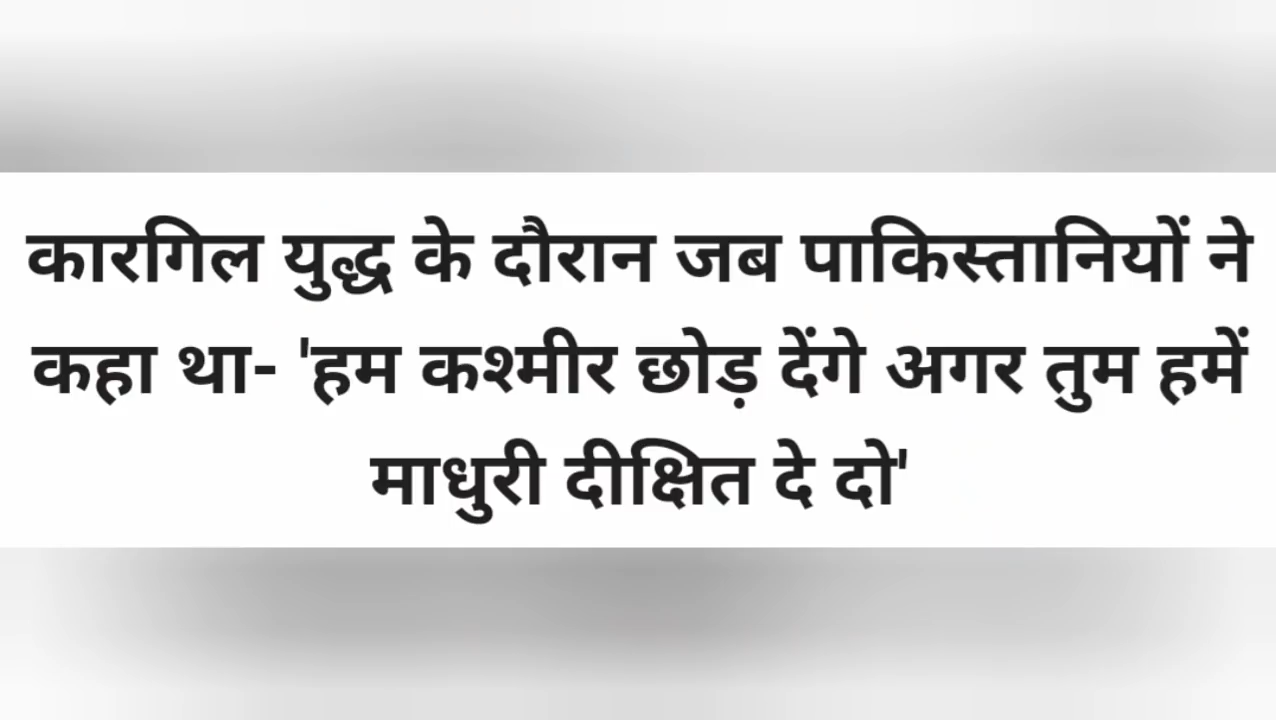 कारगिल युद्ध के दौरान जब पाकिस्तानियों ने
कहा था- 'हम कश्मीर छोड़ देंगे अगर तुम हमें
माधुरी दीक्षित दे दो'